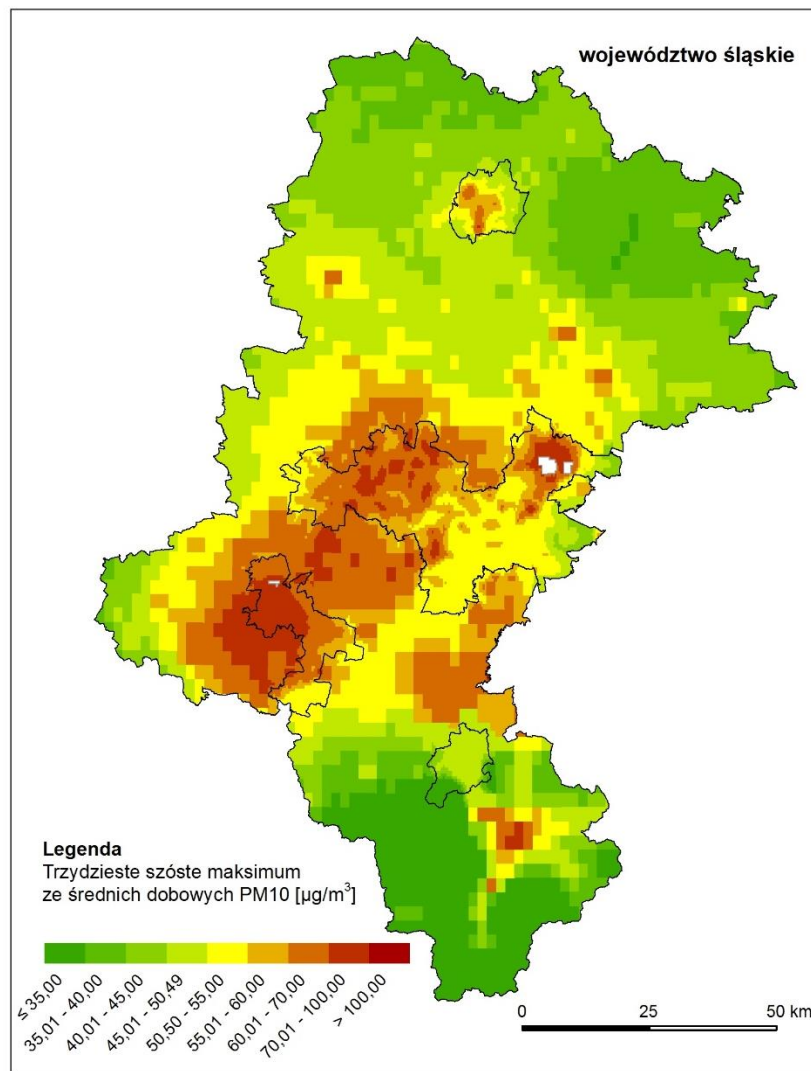 województwo śląskie
Legenda
Trzydzieste szóste maksimum
ze średnich dobowych PM10 [µg/m³]
≤ 35,00
35,01 - 40,00
40,01 - 45,00
45,01 - 50,49
50,50 - 55,00
55,01 - 60,00
60,01 - 70,00
70,01 - 100,00
> 100,00
0 25 50 km